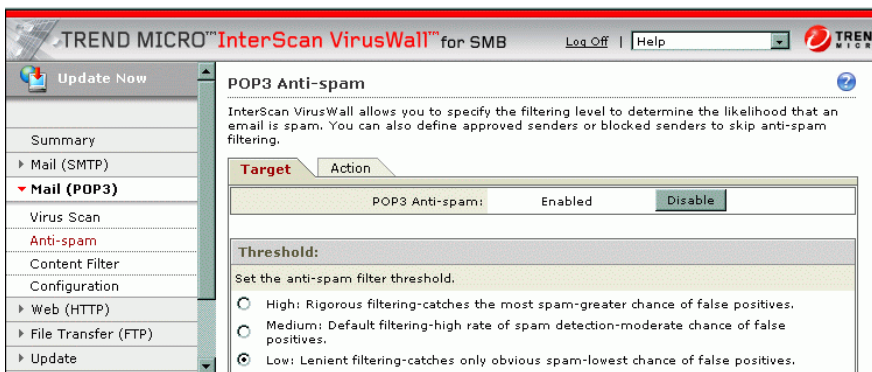 TREND MICRO™ InterScan VirusWall™ for SMB
Log Off | Help
TREN
MICR
Update Now
Summary
Mail (SMTP)
Mail (POP3)
Virus Scan
Anti-spam
Content Filter
Configuration
Web (HTTP)
File Transfer (FTP)
Update
POP3 Anti-spam
InterScan VirusWall allows you to specify the filtering level to determine the likelihood that an
email is spam. You can also define approved senders or blocked senders to skip anti-spam
filtering.
Target
Action
POP3 Anti-spam: Enabled Disable
Threshold:
Set the anti-spam filter threshold.
High: Rigorous filtering-catches the most spam-greater chance of false positives.
Medium: Default filtering-high rate of spam detection-moderate chance of false
positives.
Low: Lenient filtering-catches only obvious spam-lowest chance of false positives.